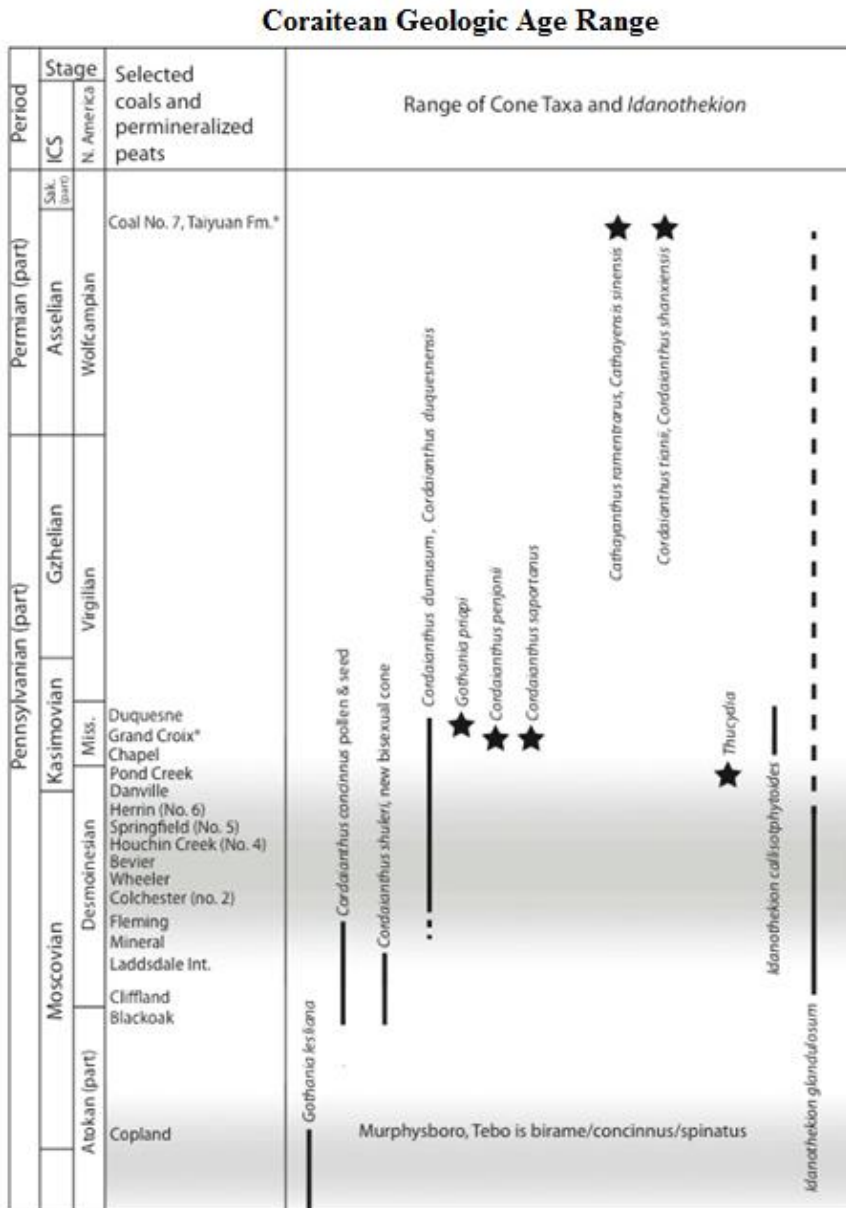 Coraitean Geologic Age Range
Period
Stage
ICS
N. America
Selected
coals and
permineralized
peats
Range of Cone Taxa and Idanothekion
Permian (part)
Pennsylvanian (part)
Sak.
(part)
Asselian
Gzhelian
Kasimovian
Moscovian
Wolfcampian
Virgilian
Miss.
Desmoinesian
Atokan (part)
Coal No. 7, Taiyuan Fm.*
Duquesne
Grand Croix*
Chapel
Pond Creek
Danville
Herrin (No. 6)
Springfield (No. 5)
Houchin Creek (No. 4)
Bevier
Wheeler
Colchester (no. 2)
Fleming
Mineral
Laddsdale Int.
Cliffland
Blackoak
Copland
Gothania lesliana
Cordaianthus concinnus pollen & seed
Cordaianthus shuleri, new bisexual cone
Cordaianthus dumusum , Cordaianthus duquesnensis
Gothania priapi
Cordaianthus penjonii
Cordaianthus saportanus
Cathayanthus ramentrarus, Cathayensis sinensis
Cordaianthus tianii, Cordaianthus shanxiensis
Thucydia
Idanothekion callisotphytoides
Idanothekion glandulosum
Murphysboro, Tebo is birame/concinnus/spinatus